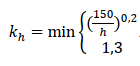 k_h = min { (150/h)^0,2
1,3